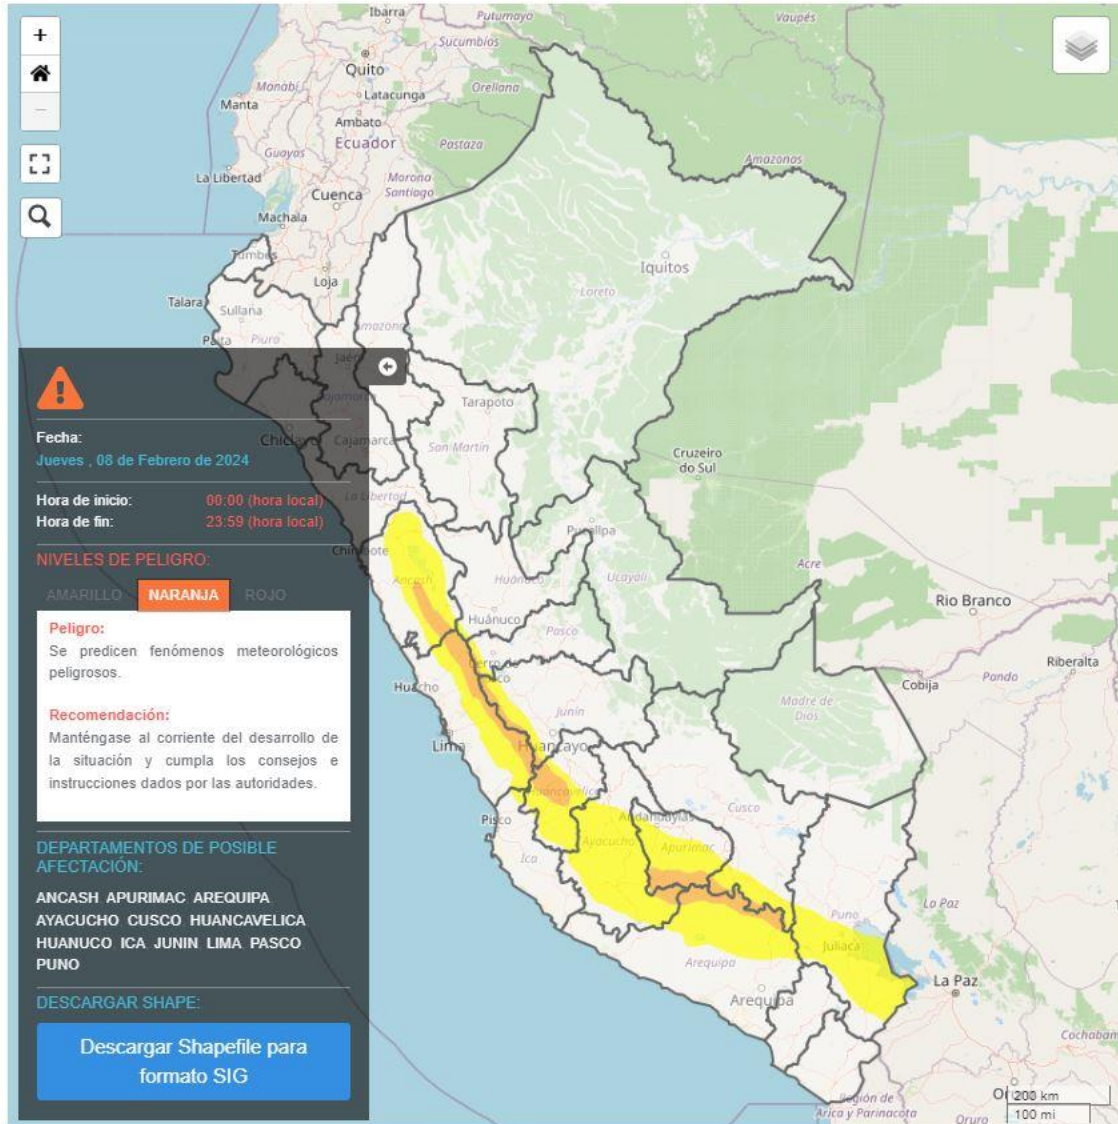 +
−
Ibarra
Putumayo
Vaupés
Sucumbíos
Quito
Orellana
Manabí
Latacunga
Manta
Ambato
Ecuador
Pastaza
Guayas
Amazonas
La Libertad
Morona
Santiago
Cuenca
Machala
Tumbes
Iquitos
Loja
Loreto
Talara
Sullana
Amazonas
Paita
Piura
Jaén
Tarapoto
Cajamarca
Chiclayo
Cajamarca
San Martín
Cruzeiro
do Sul
La Libertad
Pucallpa
Chimbote
Ancash
Huánuco
Ucayali
Acre
Rio Branco
Huánuco
Pasco
Riberalta
Cerro de
Pasco
Cobija
Pando
Huacho
Madre de
Dios
Junín
Lima
Huancayo
Huancavelica
Cusco
Pisco
Andahuaylas
Ayacucho
Apurímac
Ica
La Paz
Puno
Juliaca
Arequipa
La Paz
Arequipa
Cochabam
Región de
Arica y Parinacota
Oruro
200 km
100 mi
Fecha:
Jueves , 08 de Febrero de 2024
Hora de inicio: 00:00 (hora local)
Hora de fin: 23:59 (hora local)
NIVELES DE PELIGRO:
AMARILLO NARANJA ROJO
Peligro:
Se predicen fenómenos meteorológicos
peligrosos.
Recomendación:
Manténgase al corriente del desarrollo de
la situación y cumpla los consejos e
instrucciones dados por las autoridades.
DEPARTAMENTOS DE POSIBLE
AFECTACIÓN:
ANCASH APURIMAC AREQUIPA
AYACUCHO CUSCO HUANCAVELICA
HUANUCO ICA JUNIN LIMA PASCO
PUNO
DESCARGAR SHAPE:
Descargar Shapefile para
formato SIG